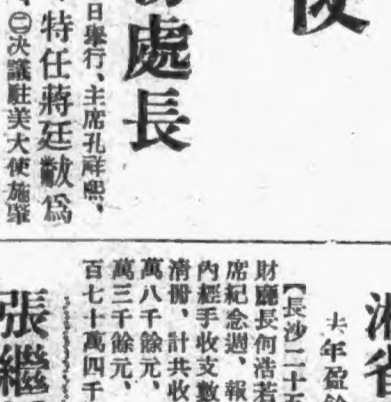 處長
日舉行、主席孔祥熙、
特任蔣廷黻為
㊁決議駐美大使施肇
湘省
去年盈餘
【長沙二十五
財廳長何浩若
席紀念週、報
內經手收支數
清册、計共收
萬八千餘元、
萬三千餘元、
百七十萬四千
張繼